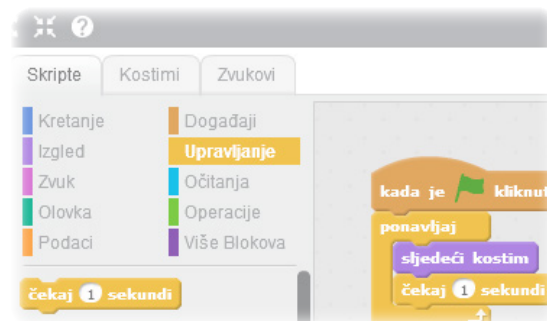 Skripte Kostimi Zvukovi
Kretanje Događaji
Izgled Upravljanje
Zvuk Očitanja
Olovka Operacije
Podaci Više Blokova
čekaj 1 sekundi
kada je kliknut
ponavljaj
sljedeći kostim
čekaj 1 sekundi